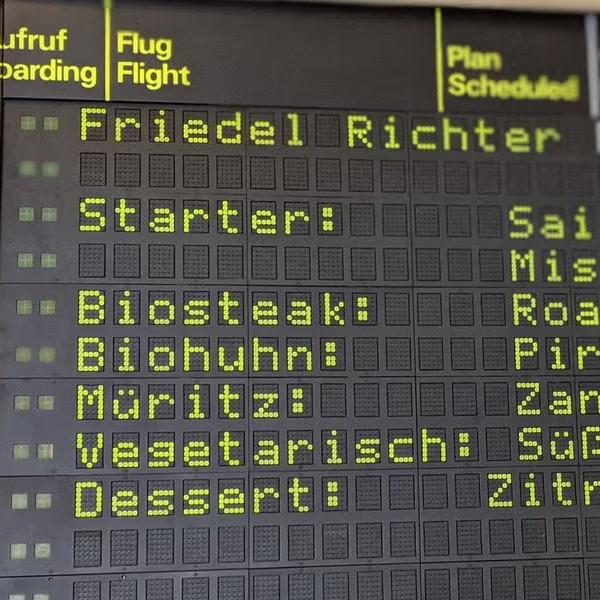 ufruf
oarding
Flug
Flight
Plan
Scheduled
Friedel Richter
Starter: Sai
Mis
Biosteak: Roa
Biohuhn: Pir
Müritz: Zan
Vegetarisch: Süß
Dessert: Zitr